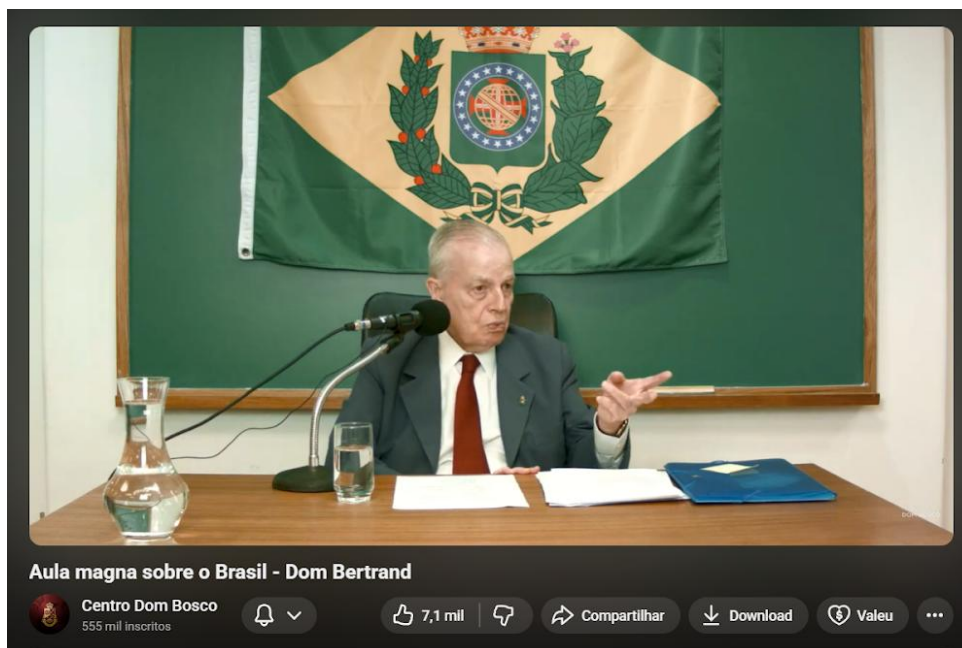 Aula magna sobre o Brasil - Dom Bertrand
Centro Dom Bosco
555 mil inscritos
7,1 mil
Compartilhar
Download
Valeu